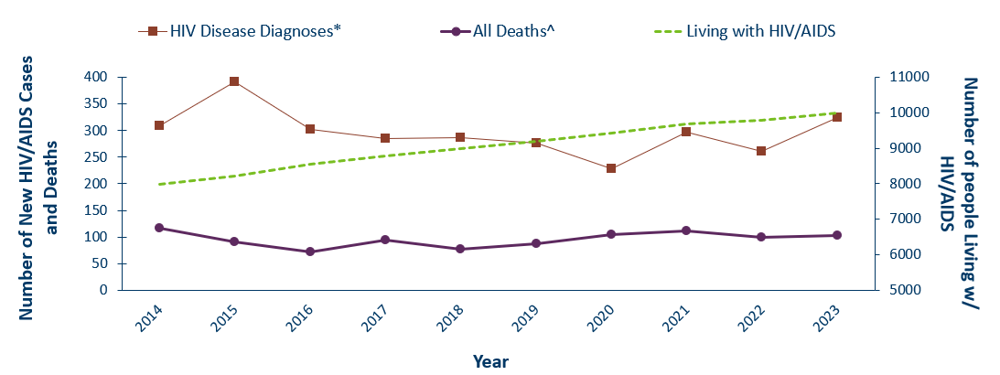 HIV Disease Diagnoses* All Deaths^ Living with HIV/AIDS
Number of New HIV/AIDS Cases
and Deaths
400
350
300
250
200
150
100
50
0
11000
10000
9000
8000
7000
6000
5000
Number of people Living w/
HIV/AIDS
2014 2015 2016 2017 2018 2019 2020 2021 2022 2023
Year